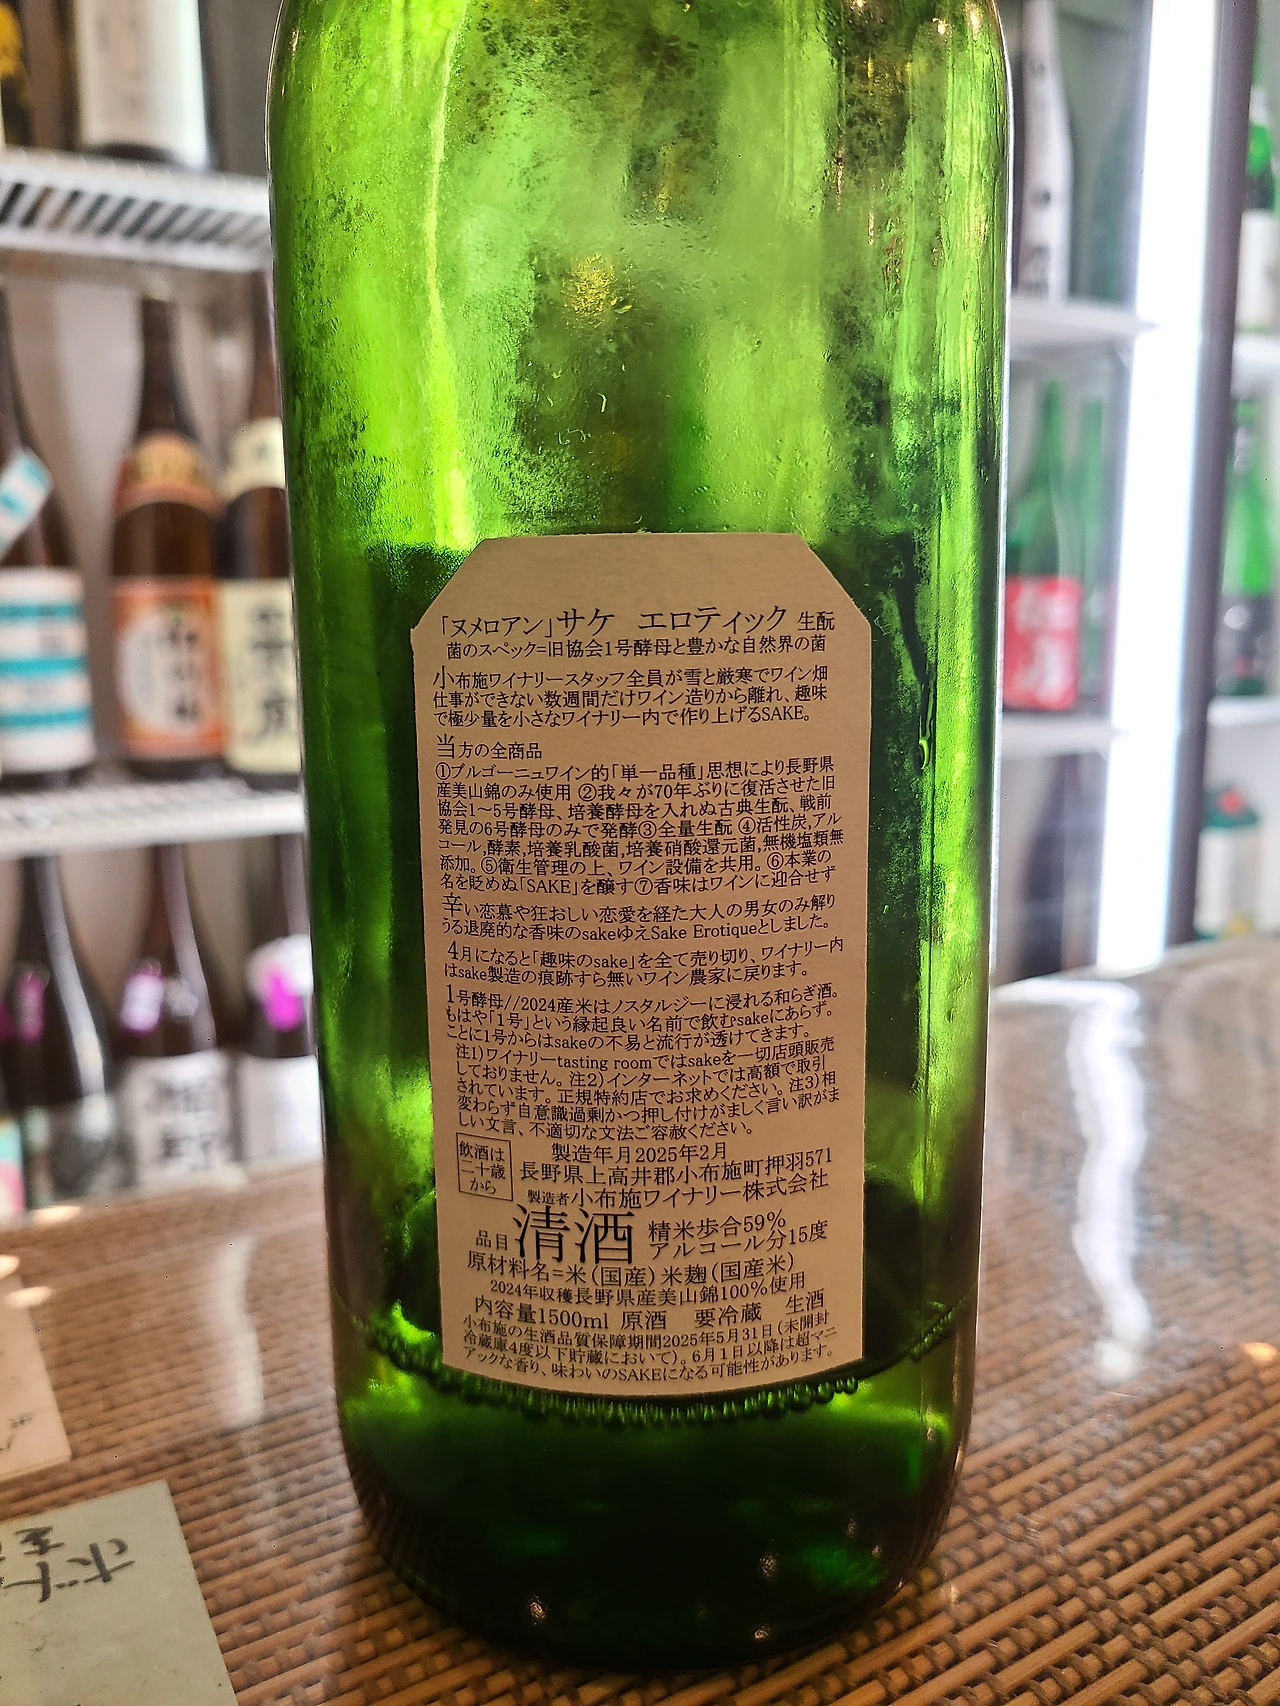 「ヌメロアン」サケ　エロティック 生酛
菌のスペック=旧協会1号酵母と豊かな自然界の菌
小布施ワイナリースタッフ全員が雪と厳寒でワイン畑
仕事ができない数週間だけワイン造りから離れ、趣味
で極少量を小さなワイナリー内で作り上げるSAKE。
当方の全商品
①ブルゴーニュワイン的「単一品種」思想により長野県
産美山錦のみ使用 ②我々が70年ぶりに復活させた旧
協会1～5号酵母、培養酵母を入れぬ古典生酛、戦前
発見の6号酵母のみで発酵③全量生酛 ④活性炭,アル
コール,酵素,培養乳酸菌,培養硝酸還元菌,無機塩類無
添加。⑤衛生管理の上、ワイン設備を共用。⑥本業の
名を貶めぬ「SAKE」を醸す⑦香味はワインに迎合せず
辛い恋慕や狂おしい恋愛を経た大人の男女のみ解り
うる退廃的な香味のsakeゆえSake Erotiqueとしました。
4月になると「趣味のsake」を全て売り切り、ワイナリー内
はsake製造の痕跡すら無いワイン農家に戻ります。
1号酵母//2024産米はノスタルジーに浸れる和らぎ酒。
もはや「1号」という縁起良い名前で飲むsakeにあらず。
ことに1号からはsakeの不易と流行が透けてきます。
注1)ワイナリーtasting roomではsakeを一切店頭販売
しておりません。注2)インターネットでは高額で取引
されています。正規特約店でお求めください。注3)相
変わらず自意識過剰かつ押し付けがましく言い訳がま
しい文言、不適切な文法ご容赦ください。
飲酒は
二十歳
から
製造年月2025年2月
長野県上高井郡小布施町押羽571
製造者小布施ワイナリー株式会社
品目 清酒 精米歩合59%
アルコール分15度
原材料名=米(国産)米麹(国産米)
2024年収穫長野県産美山錦100%使用
内容量1500ml 原酒　要冷蔵　生酒
小布施の生酒品質保障期間2025年5月31日(未開封
冷蔵庫4度以下貯蔵において)。6月1日以降は超マニ
アックな香り、味わいのSAKEになる可能性があります。